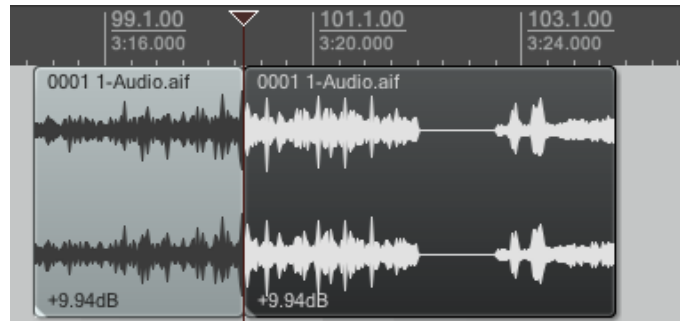 99.1.00 101.1.00 103.1.00
3:16.000 3:20.000 3:24.000
0001 1-Audio.aif 0001 1-Audio.aif
+9.94dB +9.94dB